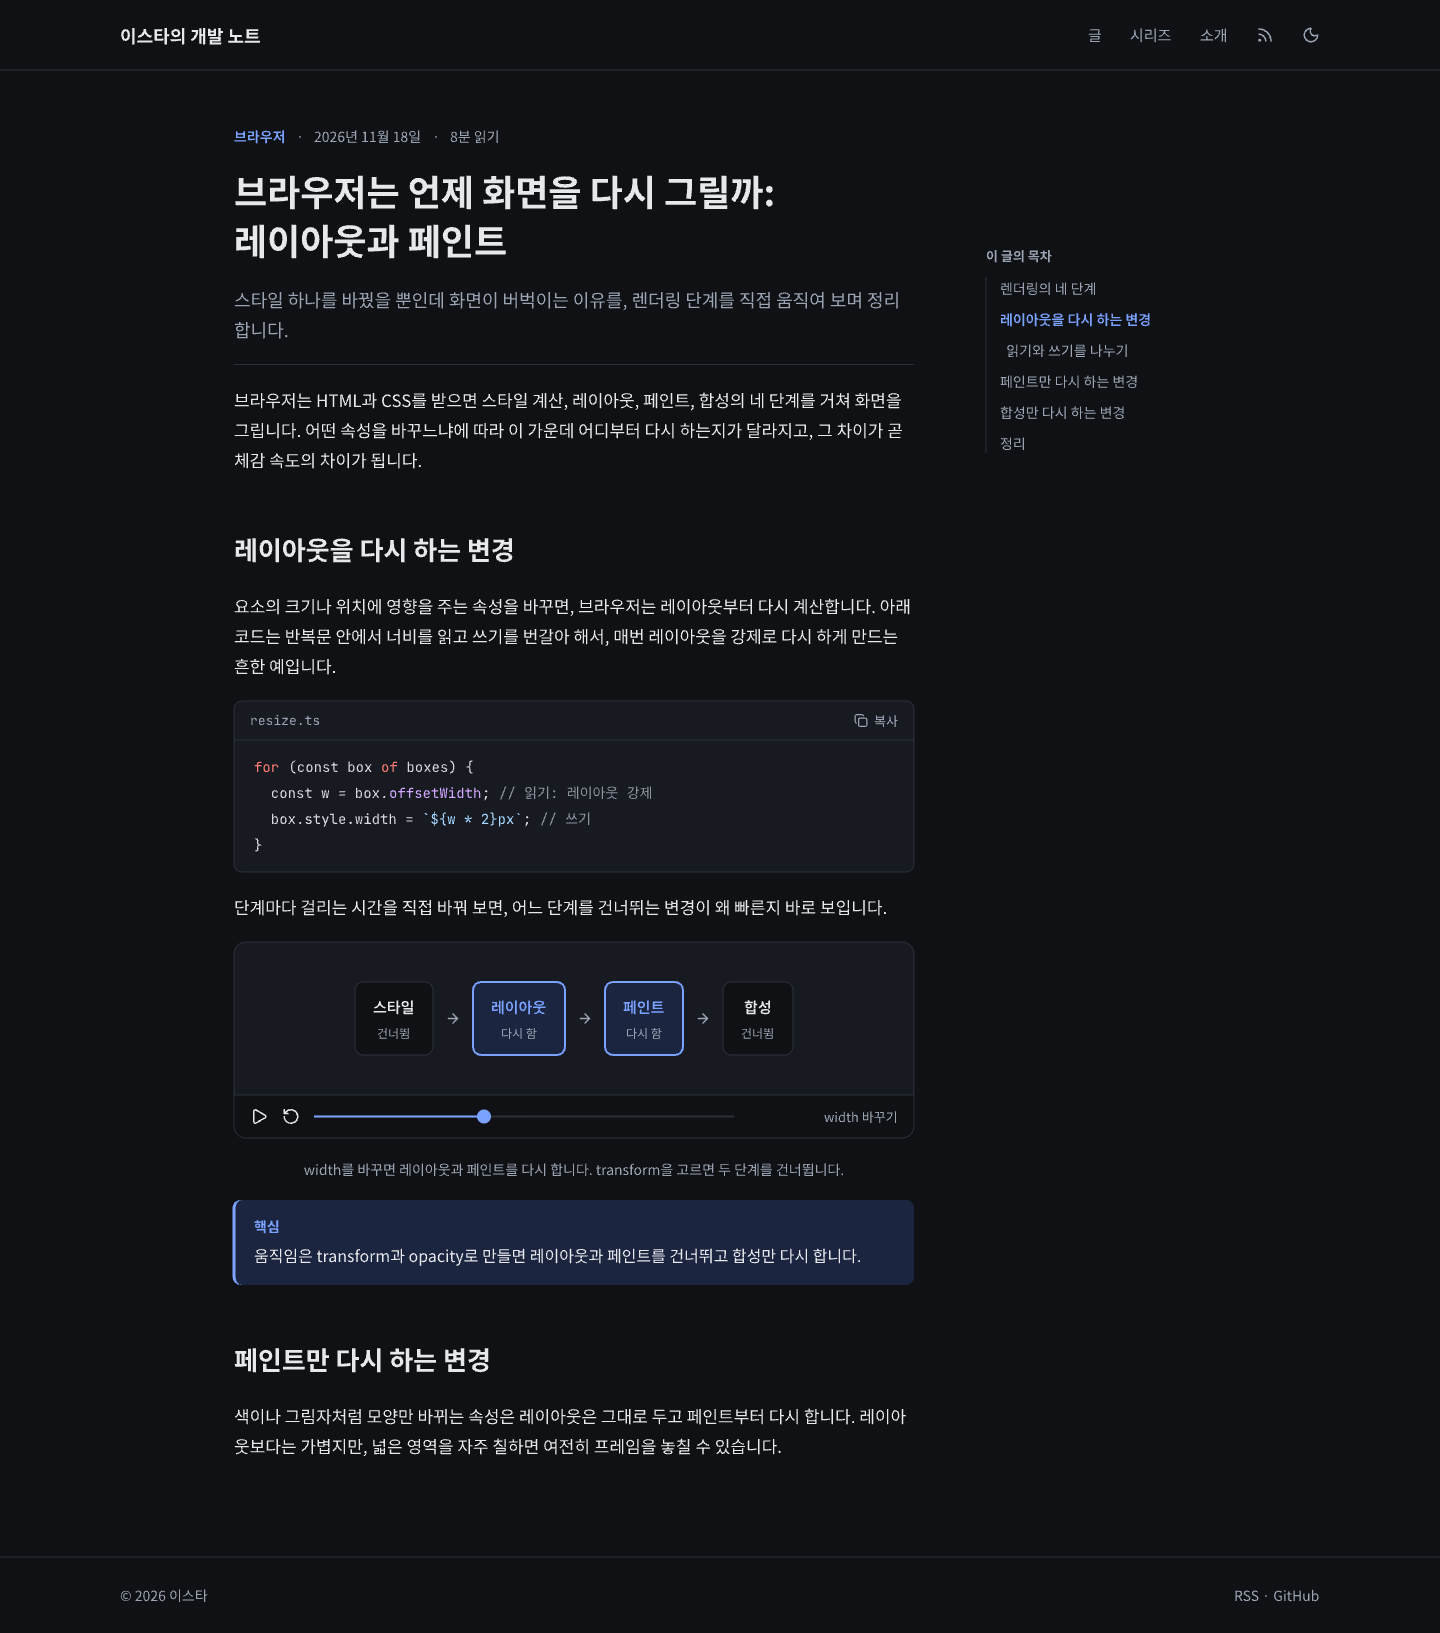 이스타의 개발 노트
글 시리즈 소개
브라우저 · 2026년 11월 18일 · 8분 읽기
브라우저는 언제 화면을 다시 그릴까:
레이아웃과 페인트
스타일 하나를 바꿨을 뿐인데 화면이 버벅이는 이유를, 렌더링 단계를 직접 움직여 보며 정리
합니다.
이 글의 목차
렌더링의 네 단계
레이아웃을 다시 하는 변경
읽기와 쓰기를 나누기
페인트만 다시 하는 변경
합성만 다시 하는 변경
정리
브라우저는 HTML과 CSS를 받으면 스타일 계산, 레이아웃, 페인트, 합성의 네 단계를 거쳐 화면을
그립니다. 어떤 속성을 바꾸느냐에 따라 이 가운데 어디부터 다시 하는지가 달라지고, 그 차이가 곧
체감 속도의 차이가 됩니다.
레이아웃을 다시 하는 변경
요소의 크기나 위치에 영향을 주는 속성을 바꾸면, 브라우저는 레이아웃부터 다시 계산합니다. 아래
코드는 반복문 안에서 너비를 읽고 쓰기를 번갈아 해서, 매번 레이아웃을 강제로 다시 하게 만드는
흔한 예입니다.
resize.ts 복사
for (const box of boxes) {
  const w = box.offsetWidth; // 읽기: 레이아웃 강제
  box.style.width = `${w * 2}px`; // 쓰기
}
단계마다 걸리는 시간을 직접 바꿔 보면, 어느 단계를 건너뛰는 변경이 왜 빠른지 바로 보입니다.
스타일 → 레이아웃 → 페인트 → 합성
건너뜀 다시 함 다시 함 건너뜀
width 바꾸기
width를 바꾸면 레이아웃과 페인트를 다시 합니다. transform을 고르면 두 단계를 건너뜁니다.
핵심
움직임은 transform과 opacity로 만들면 레이아웃과 페인트를 건너뛰고 합성만 다시 합니다.
페인트만 다시 하는 변경
색이나 그림자처럼 모양만 바뀌는 속성은 레이아웃은 그대로 두고 페인트부터 다시 합니다. 레이아
웃보다는 가볍지만, 넓은 영역을 자주 칠하면 여전히 프레임을 놓칠 수 있습니다.
© 2026 이스타
RSS · GitHub